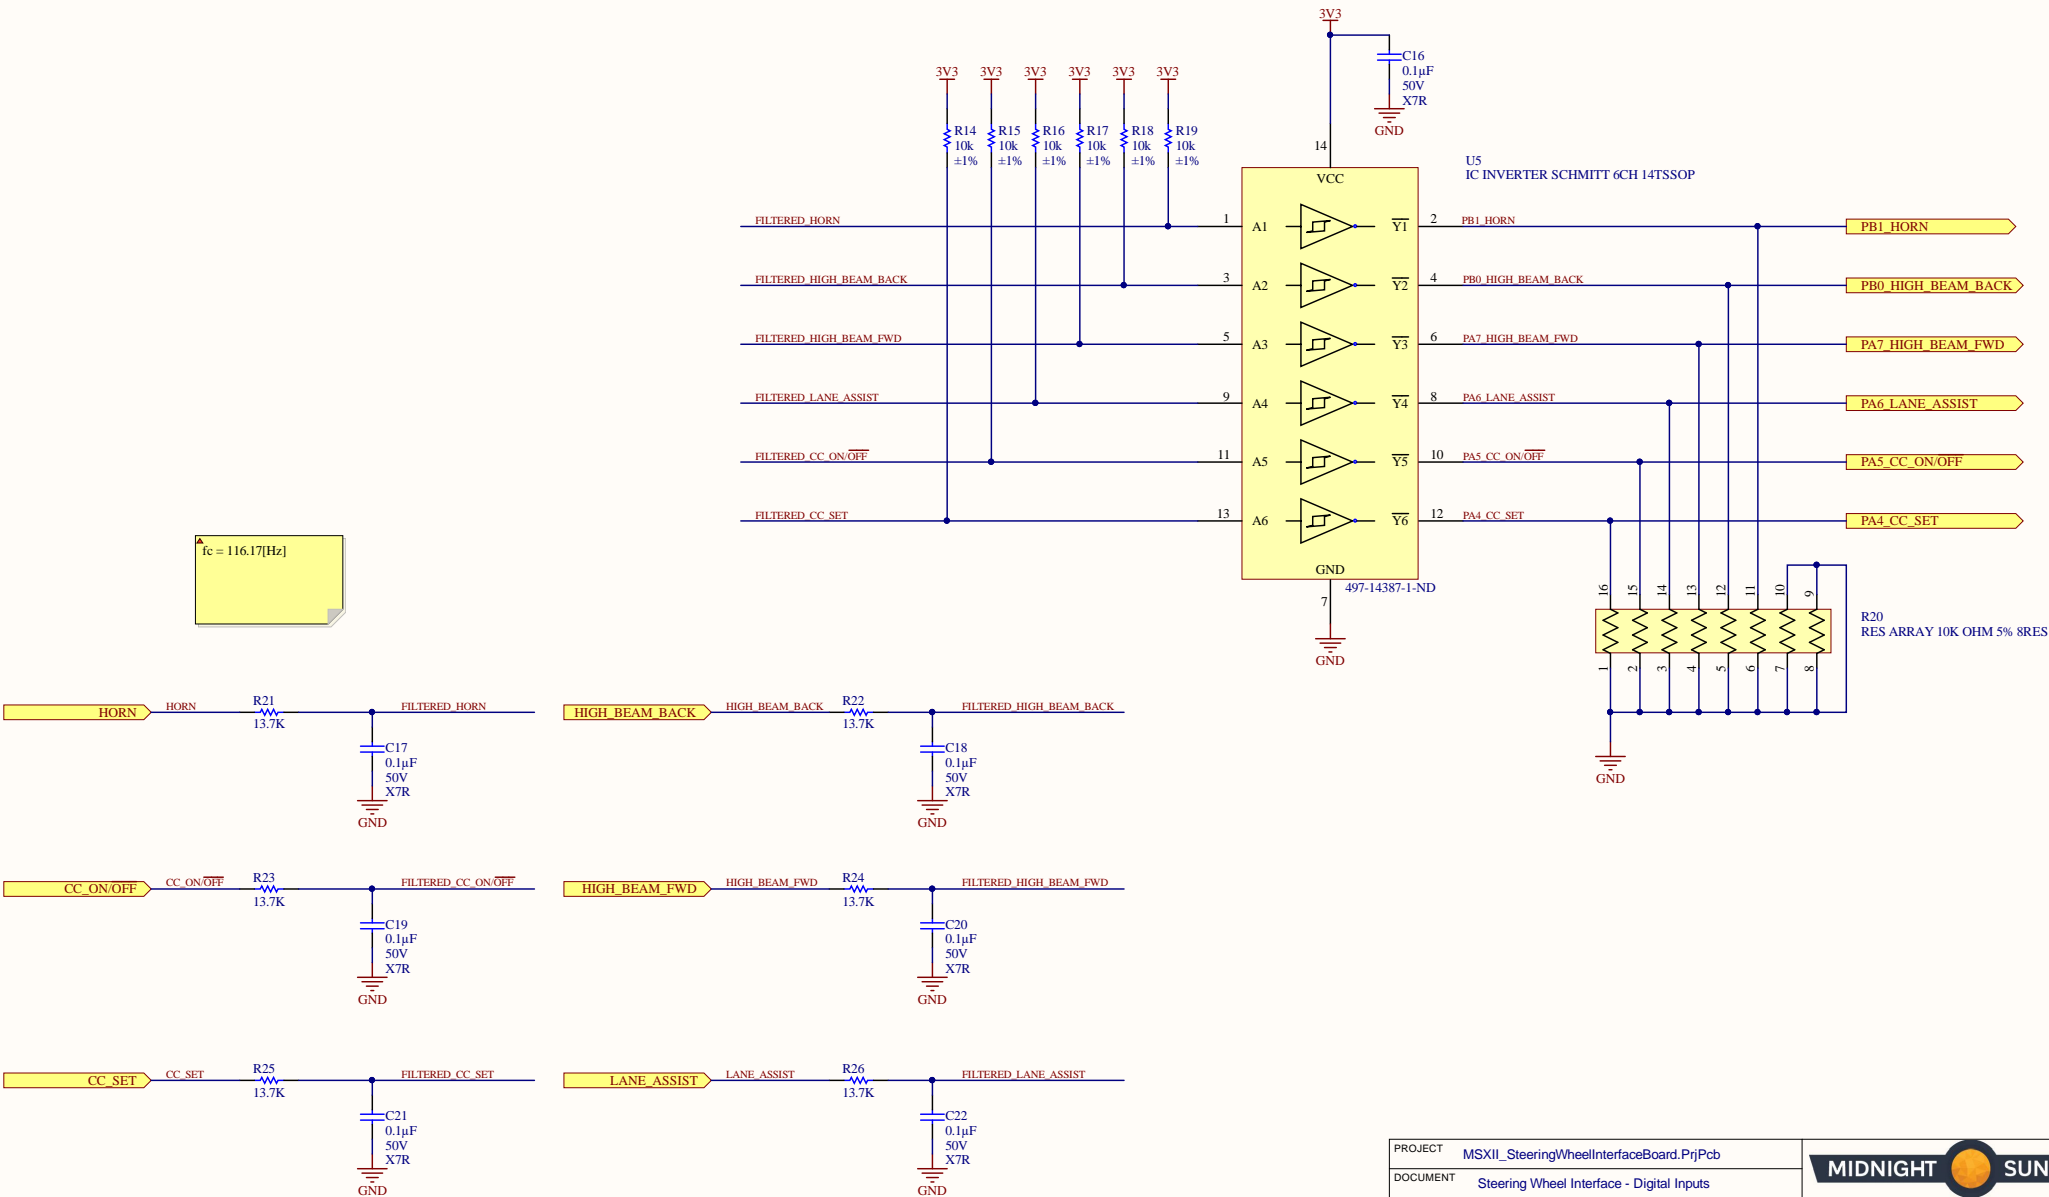 3V3
C16
0.1µF
50V
X7R
GND
3V3 3V3 3V3 3V3 3V3 3V3
R14 R15 R16 R17 R18 R19
10k 10k 10k 10k 10k 10k
±1% ±1% ±1% ±1% ±1% ±1%
14
U5
IC INVERTER SCHMITT 6CH 14TSSOP
VCC
FILTERED_HORN 1 A1 Y1 2 PB1_HORN PB1_HORN
FILTERED_HIGH_BEAM_BACK 3 A2 Y2 4 PB0_HIGH_BEAM_BACK PB0_HIGH_BEAM_BACK
FILTERED_HIGH_BEAM_FWD 5 A3 Y3 6 PA7_HIGH_BEAM_FWD PA7_HIGH_BEAM_FWD
FILTERED_LANE_ASSIST 9 A4 Y4 8 PA6_LANE_ASSIST PA6_LANE_ASSIST
FILTERED_CC_ON/OFF 11 A5 Y5 10 PA5_CC_ON/OFF PA5_CC_ON/OFF
FILTERED_CC_SET 13 A6 Y6 12 PA4_CC_SET PA4_CC_SET
GND
497-14387-1-ND
7
GND
fc = 116.17[Hz]
16 15 14 13 12 11 10 9
R20
RES ARRAY 10K OHM 5% 8RES
1 2 3 4 5 6 7 8
GND
HORN HORN R21 FILTERED_HORN
13.7K
C17
0.1µF
50V
X7R
GND
HIGH_BEAM_BACK HIGH_BEAM_BACK R22 FILTERED_HIGH_BEAM_BACK
13.7K
C18
0.1µF
50V
X7R
GND
CC_ON/OFF CC_ON/OFF R23 FILTERED_CC_ON/OFF
13.7K
C19
0.1µF
50V
X7R
GND
HIGH_BEAM_FWD HIGH_BEAM_FWD R24 FILTERED_HIGH_BEAM_FWD
13.7K
C20
0.1µF
50V
X7R
GND
CC_SET CC_SET R25 FILTERED_CC_SET
13.7K
C21
0.1µF
50V
X7R
GND
LANE_ASSIST LANE_ASSIST R26 FILTERED_LANE_ASSIST
13.7K
C22
0.1µF
50V
X7R
GND
PROJECT MSXII_SteeringWheelInterfaceBoard.PrjPcb
DOCUMENT Steering Wheel Interface - Digital Inputs
MIDNIGHT SUN